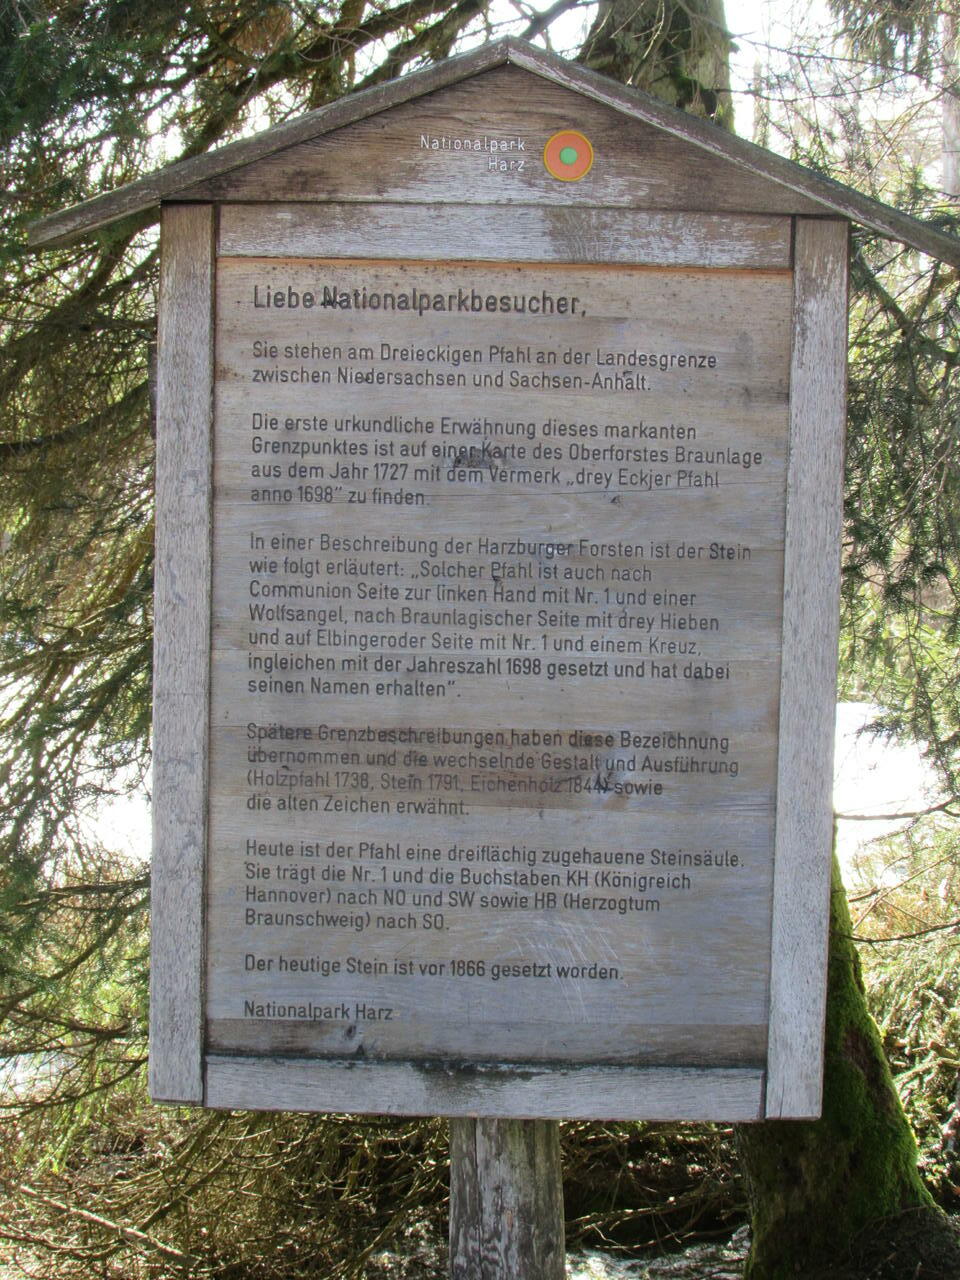 Nationalpark
Harz
Liebe Nationalparkbesucher,
Sie stehen am Dreieckigen Pfahl an der Landesgrenze
zwischen Niedersachsen und Sachsen-Anhalt.
Die erste urkundliche Erwähnung dieses markanten
Grenzpunktes ist auf einer Karte des Oberforstes Braunlage
aus dem Jahr 1727 mit dem Vermerk „drey Eckjer Pfahl
anno 1698“ zu finden.
In einer Beschreibung der Harzburger Forsten ist der Stein
wie folgt erläutert: „Solcher Pfahl ist auch nach
Communion Seite zur linken Hand mit Nr. 1 und einer
Wolfsangel, nach Braunlagischer Seite mit drey Hieben
und auf Elbingeroder Seite mit Nr. 1 und einem Kreuz,
ingleichen mit der Jahreszahl 1698 gesetzt und hat dabei
seinen Namen erhalten“.
Spätere Grenzbeschreibungen haben diese Bezeichnung
übernommen und die wechselnde Gestalt und Ausführung
(Holzpfahl 1738, Stein 1791, Eichenholz 1844) sowie
die alten Zeichen erwähnt.
Heute ist der Pfahl eine dreiflächig zugehauene Steinsäule.
Sie trägt die Nr. 1 und die Buchstaben KH (Königreich
Hannover) nach NO und SW sowie HB (Herzogtum
Braunschweig) nach SO.
Der heutige Stein ist vor 1866 gesetzt worden.
Nationalpark Harz